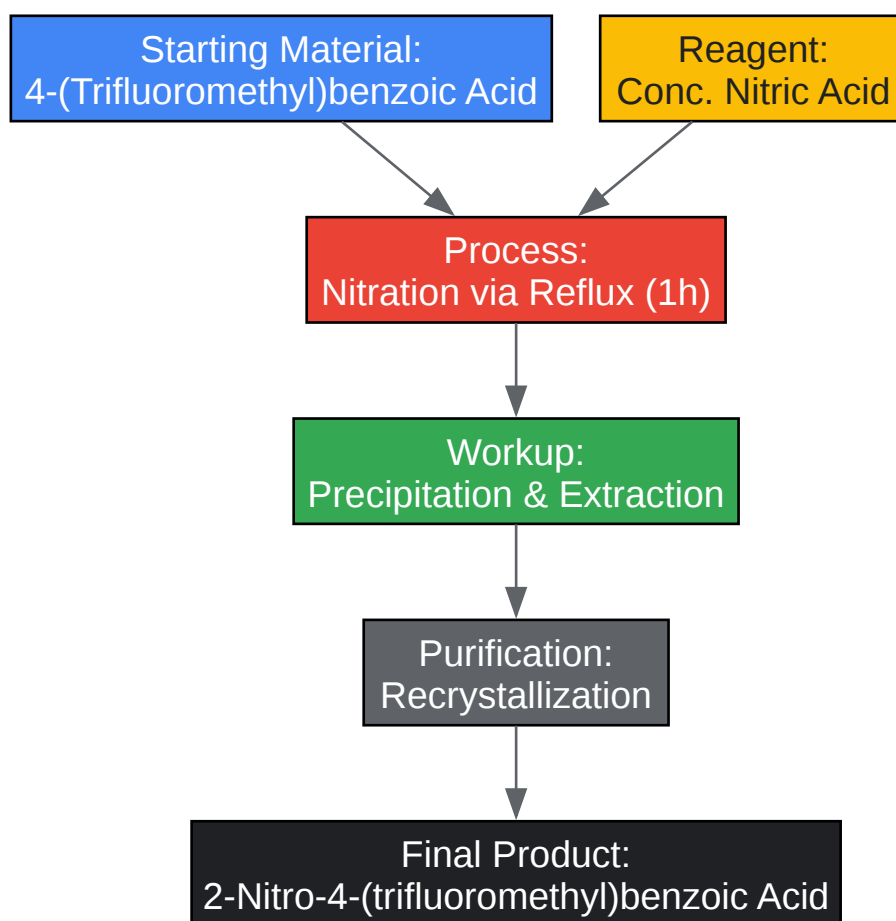 Starting Material:
4-(Trifluoromethyl)benzoic Acid
Reagent:
Conc. Nitric Acid
Process:
Nitration via Reflux (1h)
Workup:
Precipitation & Extraction
Purification:
Recrystallization
Final Product:
2-Nitro-4-(trifluoromethyl)benzoic Acid